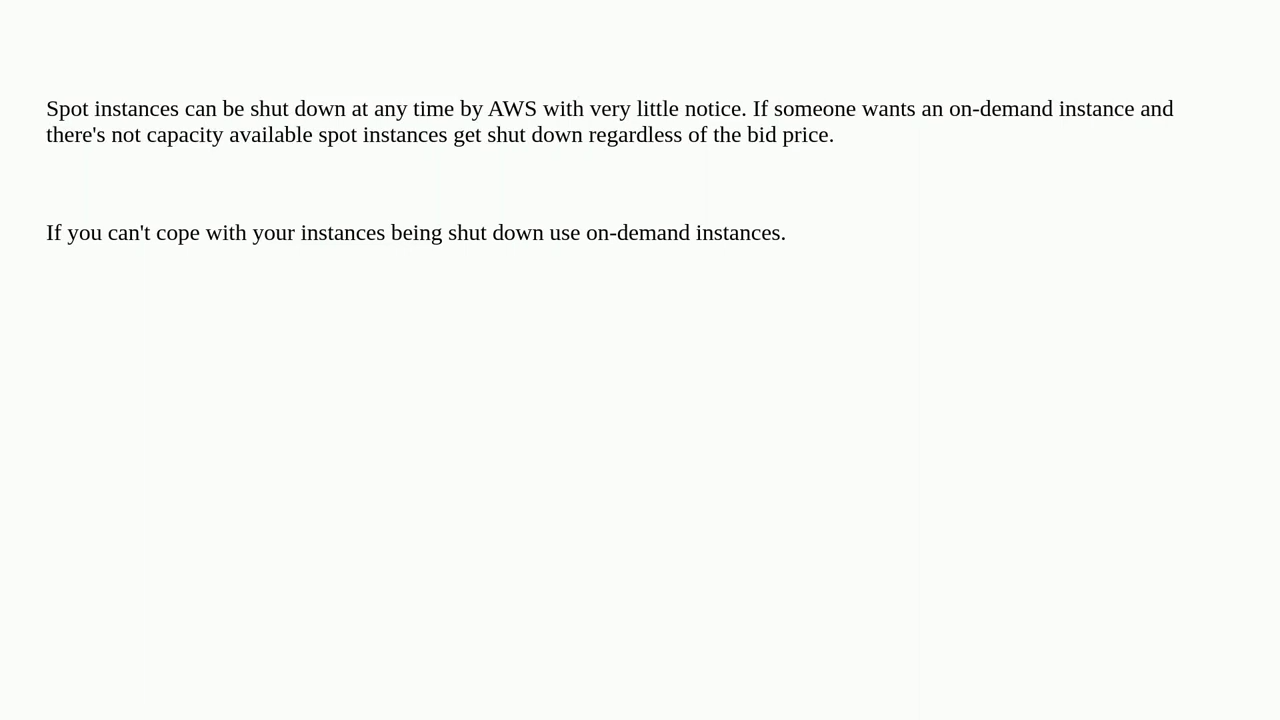 Spot instances can be shut down at any time by AWS with very little notice. If someone wants an on-demand instance and
there's not capacity available spot instances get shut down regardless of the bid price.
If you can't cope with your instances being shut down use on-demand instances.